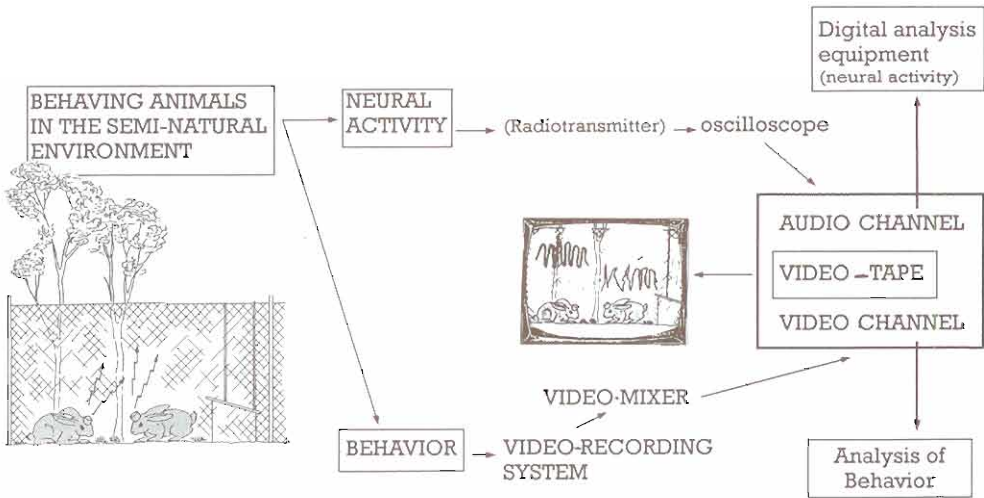 Digital analysis
equipment
(neural activity)
BEHAVING ANIMALS
IN THE SEMI-NATURAL
ENVIRONMENT
NEURAL
ACTIVITY
(Radiotransmitter)
oscilloscope
AUDIO CHANNEL
VIDEO-TAPE
VIDEO CHANNEL
VIDEO-MIXER
BEHAVIOR
VIDEO-RECORDING
SYSTEM
Analysis of
Behavior